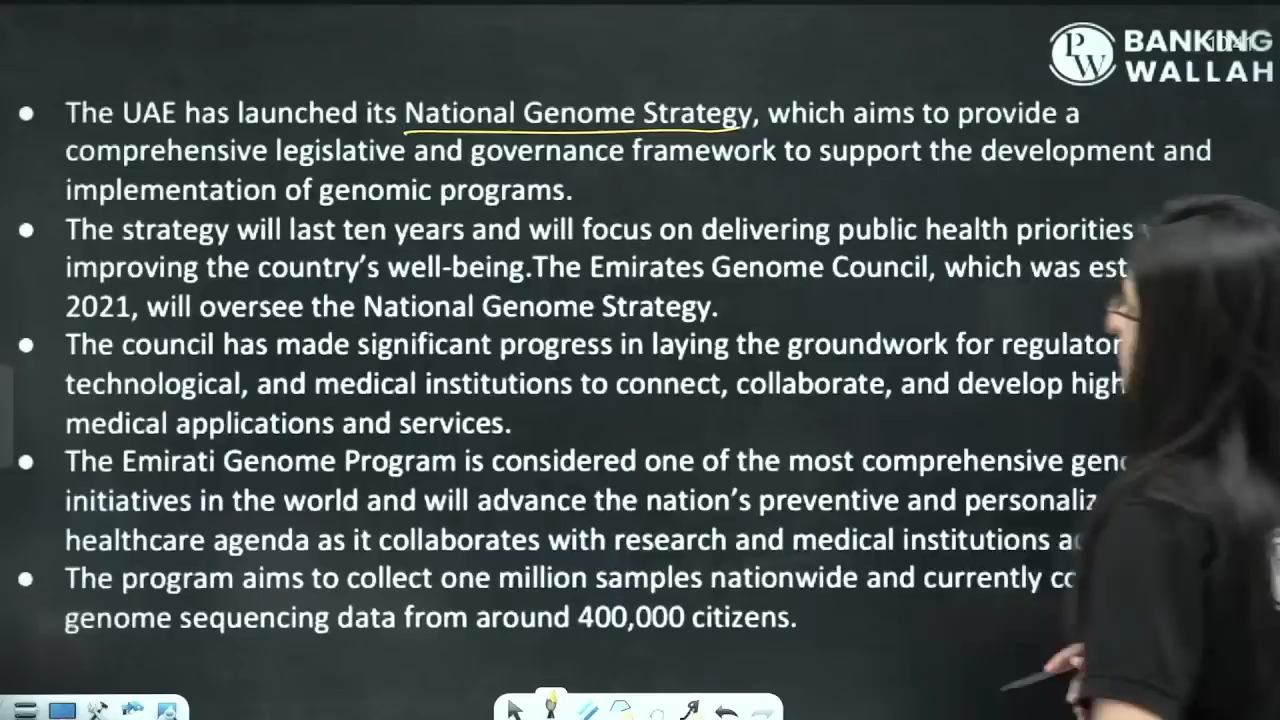 PW BANKING
WALLAH
The UAE has launched its National Genome Strategy, which aims to provide a
comprehensive legislative and governance framework to support the development and
implementation of genomic programs.
The strategy will last ten years and will focus on delivering public health priorities
improving the country's well-being.The Emirates Genome Council, which was est
2021, will oversee the National Genome Strategy.
The council has made significant progress in laying the groundwork for regulator
technological, and medical institutions to connect, collaborate, and develop high
medical applications and services.
The Emirati Genome Program is considered one of the most comprehensive gen
initiatives in the world and will advance the nation's preventive and personaliz
healthcare agenda as it collaborates with research and medical institutions
The program aims to collect one million samples nationwide and currently
genome sequencing data from around 400,000 citizens.